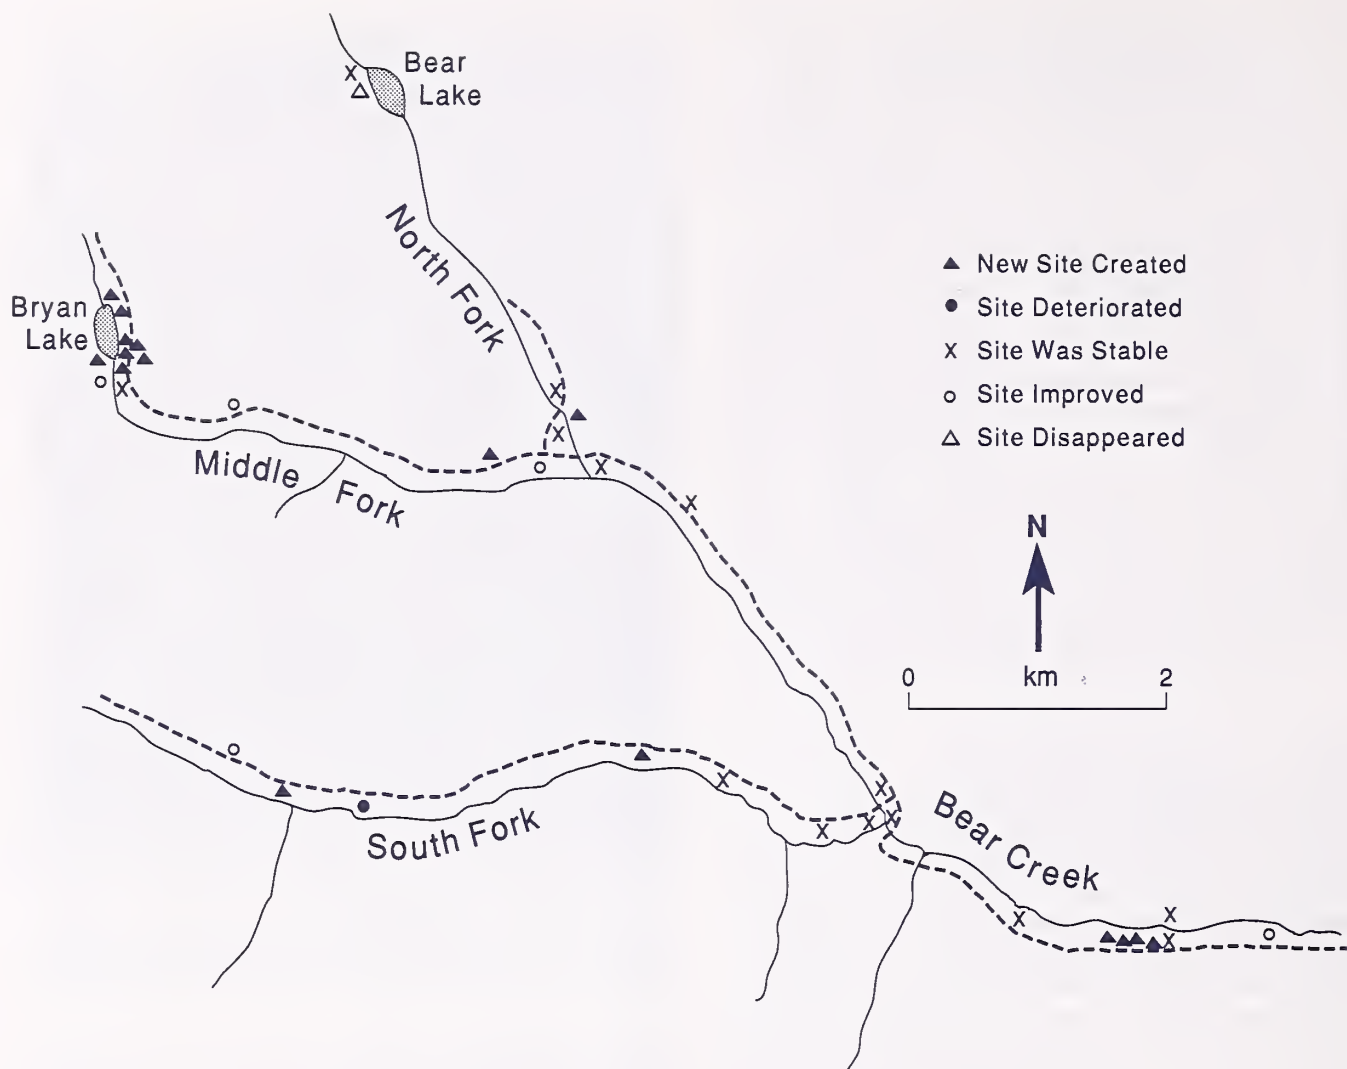 Bear
Lake
North Fork
Bryan
Lake
Middle Fork
South Fork
Bear Creek
New Site Created
Site Deteriorated
X Site Was Stable
Site Improved
Site Disappeared
N
0 km 2